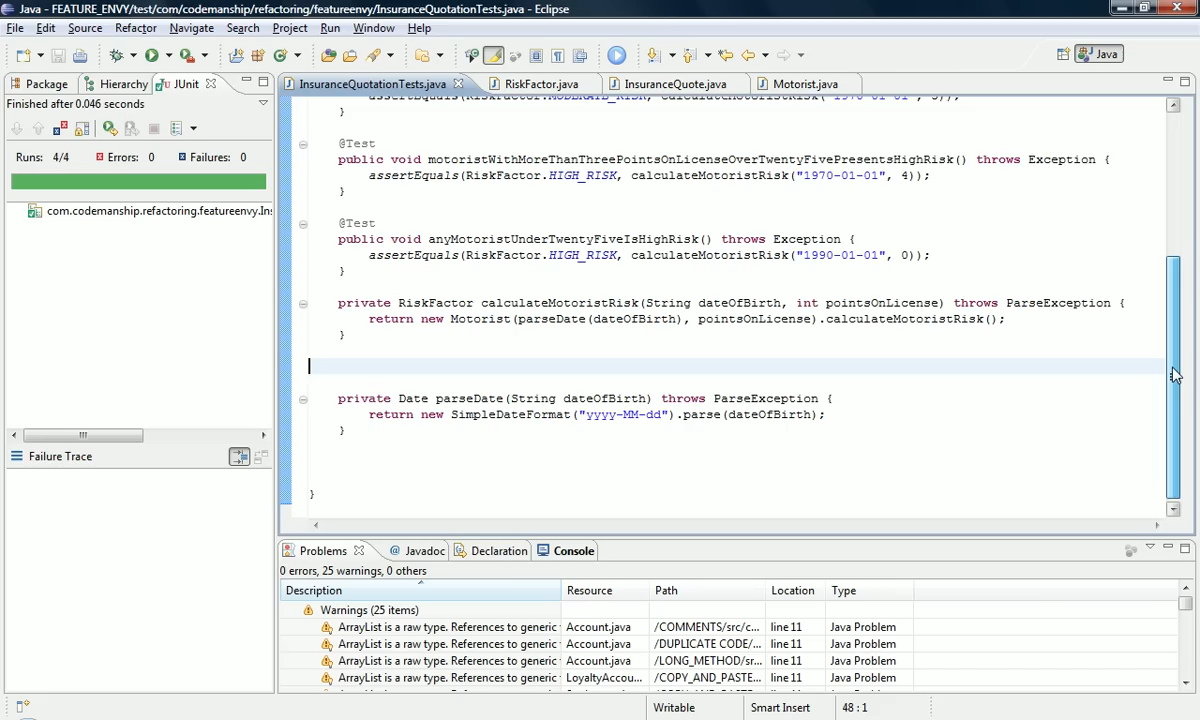 Java - FEATURE_ENVY/test/com/codemanship/refactoring/featureenvy/InsuranceQuotationTests.java - Eclipse
File Edit Source Refactor Navigate Search Project Run Window Help
Java
Package Hierarchy JUnit
InsuranceQuotationTests.java RiskFactor.java InsuranceQuote.java Motorist.java
Finished after 0.046 seconds
Runs: 4/4 Errors: 0 Failures: 0
com.codemanship.refactoring.featureenvy.In
assertEquals(RiskFactor.MODERATE_RISK, calculateMotoristRisk("1970-01-01", 3));
}
@Test
public void motoristWithMoreThanThreePointsOnLicenseOverTwentyFivePresentsHighRisk() throws Exception {
assertEquals(RiskFactor.HIGH_RISK, calculateMotoristRisk("1970-01-01", 4));
}
@Test
public void anyMotoristUnderTwentyFiveIsHighRisk() throws Exception {
assertEquals(RiskFactor.HIGH_RISK, calculateMotoristRisk("1990-01-01", 0));
}
private RiskFactor calculateMotoristRisk(String dateOfBirth, int pointsOnLicense) throws ParseException {
return new Motorist(parseDate(dateOfBirth), pointsOnLicense).calculateMotoristRisk();
}
private Date parseDate(String dateOfBirth) throws ParseException {
return new SimpleDateFormat("yyyy-MM-dd").parse(dateOfBirth);
}
}
Failure Trace
Problems Javadoc Declaration Console
0 errors, 25 warnings, 0 others
Description Resource Path Location Type
Warnings (25 items)
ArrayList is a raw type. References to generic Account.java /COMMENTS/src/c... line 11 Java Problem
ArrayList is a raw type. References to generic Account.java /DUPLICATE CODE/... line 11 Java Problem
ArrayList is a raw type. References to generic Account.java /LONG_METHOD/sr... line 11 Java Problem
ArrayList is a raw type. References to generic LoyaltyAccou... /COPY_AND_PASTE... line 11 Java Problem
Writable Smart Insert 48 : 1